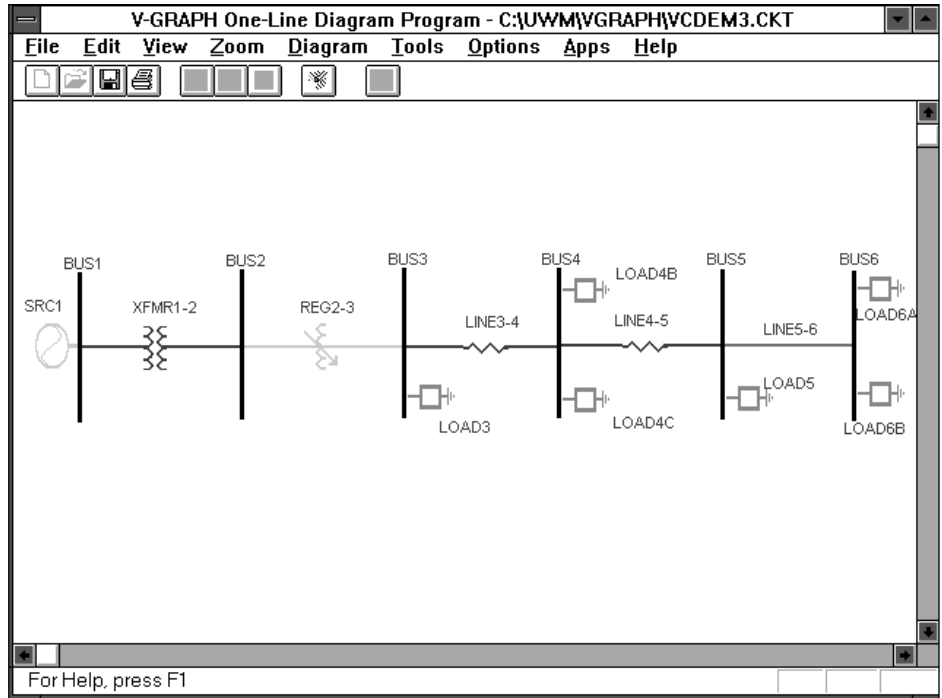 V-GRAPH One-Line Diagram Program - C:\UWM\VGRAPH\VCDEM3.CKT
File Edit View Zoom Diagram Tools Options Apps Help
BUS1 BUS2 BUS3 BUS4 BUS5 BUS6
LOAD4B
SRC1 XFMR1-2 REG2-3 LINE3-4 LINE4-5 LINE5-6 LOAD6A
LOAD3 LOAD4C LOAD5 LOAD6B
For Help, press F1